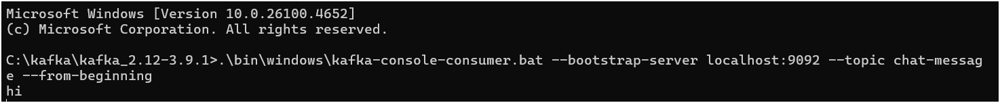 Microsoft Windows [Version 10.0.26100.4652]
(c) Microsoft Corporation. All rights reserved.
C:\kafka\kafka_2.12-3.9.1>.\bin\windows\kafka-console-consumer.bat --bootstrap-server localhost:9092 --topic chat-messag
e --from-beginning
hi